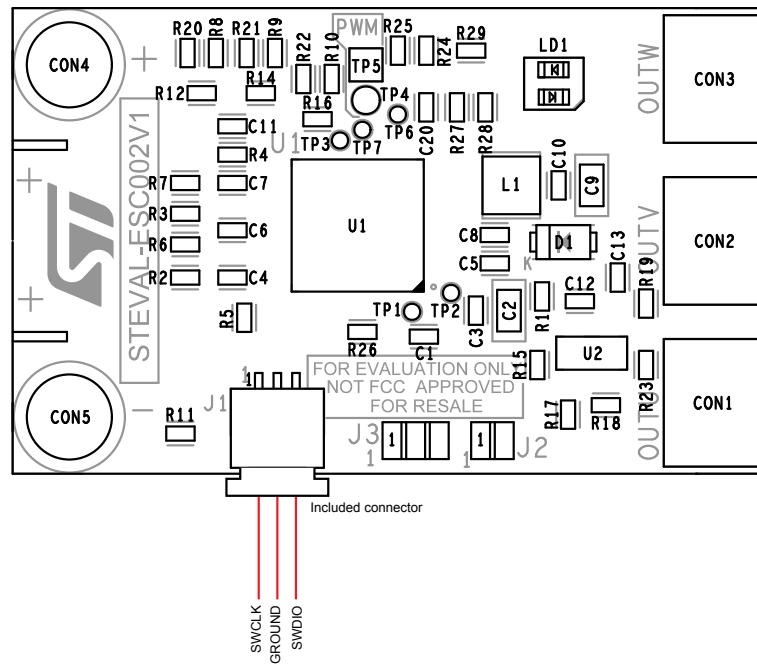 R20
R8
R21
R9
R22
R10
PWM
R25
R24
R29
LD1
CON4
+
TP5
CON3
OUTW
R12
R14
R16
TP4
C11
U1
TP3
TP7
TP6
C20
R27
R28
STEVAL-ESC002V1
R4
R7
C7
U1
L1
C10
C9
+
R3
R6
C6
C8
D1
OUTV
CON2
C13
R2
C4
C5
K
R19
+
R5
TP1
TP2
C3
C2
R1
C12
R26
C1
R15
U2
R23
FOR EVALUATION ONLY
NOT FCC APPROVED
FOR RESALE
1
1
J1
CON5
-
R11
J3
1
1
1
J2
1
R17
R18
OUTU
CON1
Included connector
SWCLK
GROUND
SWDIO